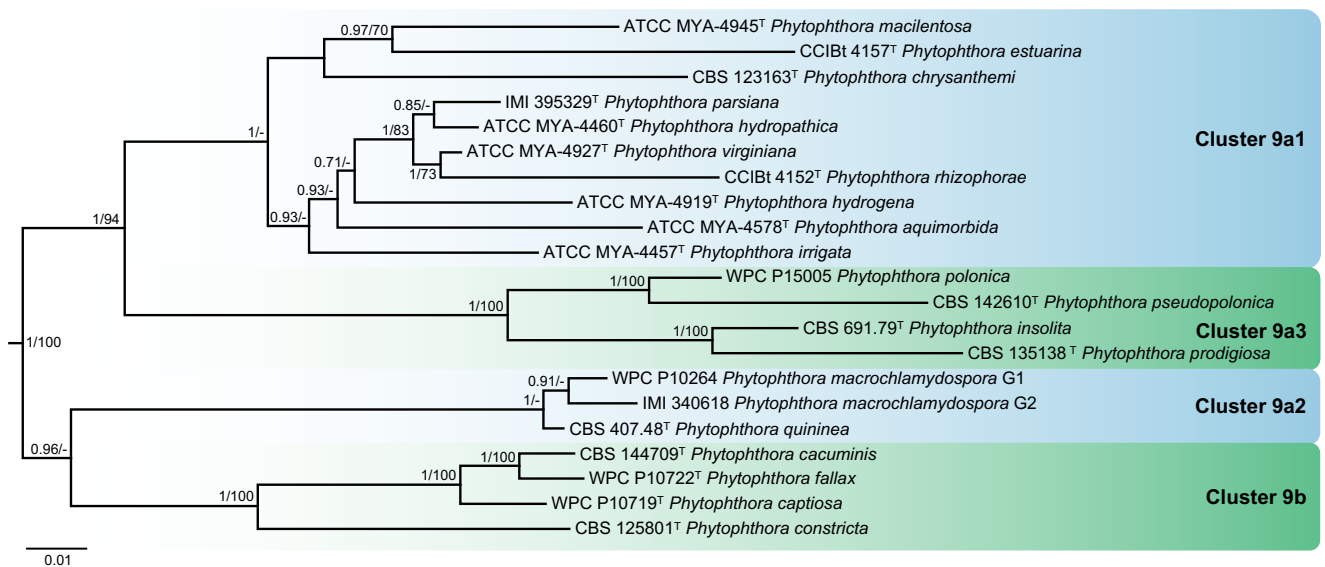 0.97/70
ATCC MYA-4945ᵀ Phytophthora macilentosa
CCIBt 4157ᵀ Phytophthora estuarina
CBS 123163ᵀ Phytophthora chrysanthemi
0.85/-
IMI 395329ᵀ Phytophthora parsiana
1/-
1/83
ATCC MYA-4460ᵀ Phytophthora hydropathica
Cluster 9a1
ATCC MYA-4927ᵀ Phytophthora virginiana
0.71/-
1/73
CCIBt 4152ᵀ Phytophthora rhizophorae
0.93/-
ATCC MYA-4919ᵀ Phytophthora hydrogena
1/94
0.93/-
ATCC MYA-4578ᵀ Phytophthora aquimorbida
ATCC MYA-4457ᵀ Phytophthora irrigata
1/100
WPC P15005 Phytophthora polonica
1/100
CBS 142610ᵀ Phytophthora pseudopolonica
1/100
CBS 691.79ᵀ Phytophthora insolita
Cluster 9a3
1/100
CBS 135138 ᵀ Phytophthora prodigiosa
0.91/-
WPC P10264 Phytophthora macrochlamydospora G1
1/-
IMI 340618 Phytophthora macrochlamydospora G2
Cluster 9a2
CBS 407.48ᵀ Phytophthora quininea
0.96/-
1/100
CBS 144709ᵀ Phytophthora cacuminis
1/100
WPC P10722ᵀ Phytophthora fallax
1/100
WPC P10719ᵀ Phytophthora captiosa
Cluster 9b
CBS 125801ᵀ Phytophthora constricta
0.01